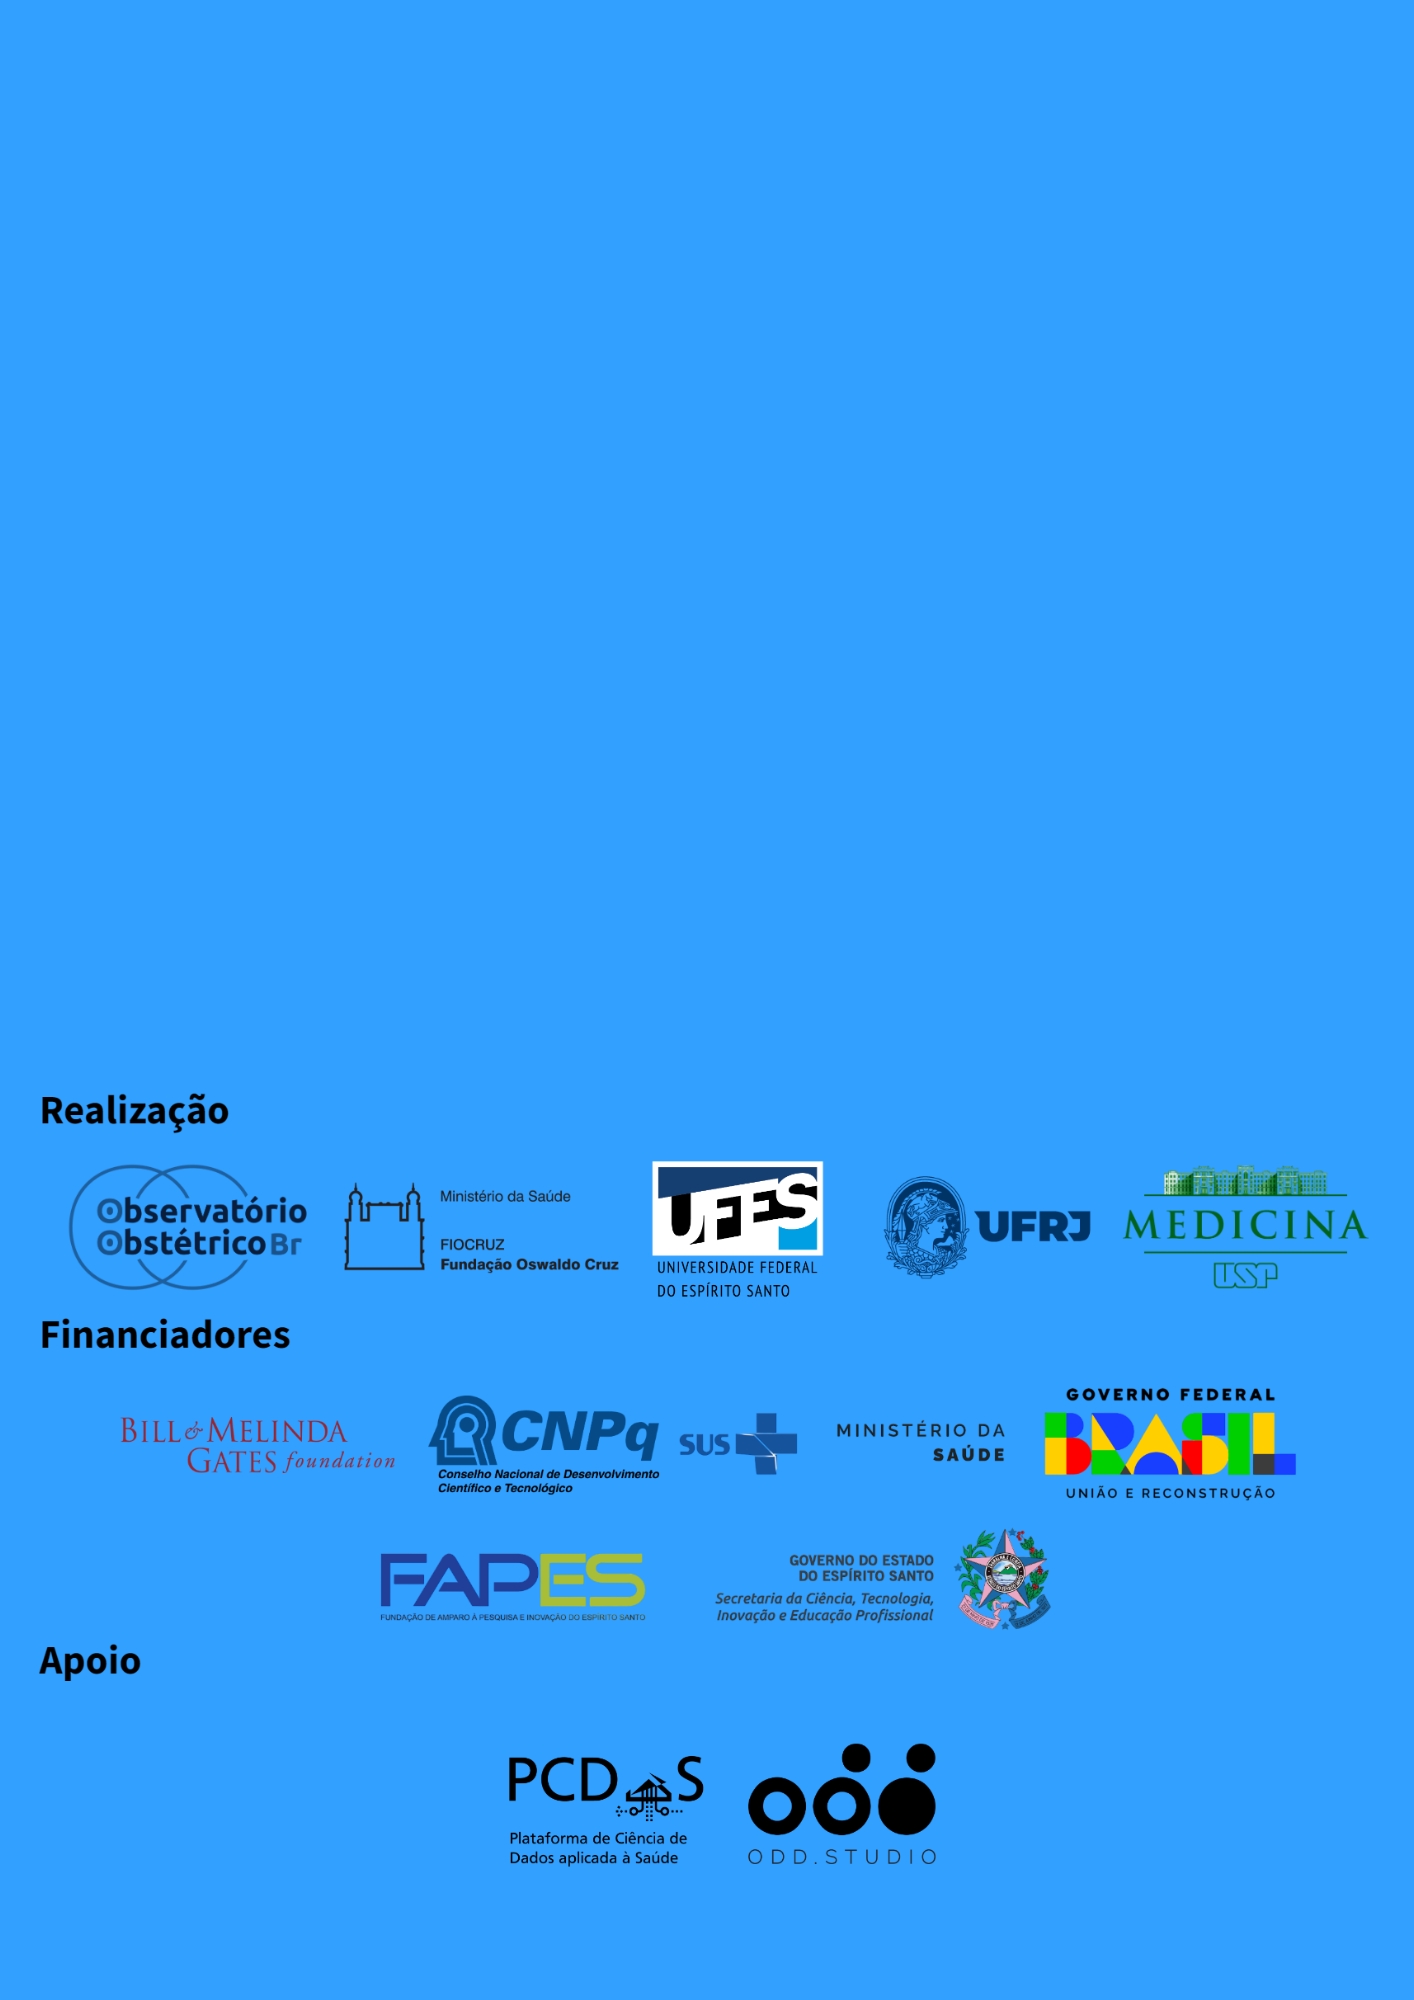 Realização
Observatório
Obstétrico Br
Ministério da Saúde
FIOCRUZ
Fundação Oswaldo Cruz
UFES
UNIVERSIDADE FEDERAL
DO ESPÍRITO SANTO
UFRJ
MEDICINA
USP
Financiadores
BILL & MELINDA
GATES foundation
CNPq
Conselho Nacional de Desenvolvimento
Científico e Tecnológico
SUS
MINISTÉRIO DA
SAÚDE
GOVERNO FEDERAL
BRASIL
UNIÃO E RECONSTRUÇÃO
FAPES
FUNDAÇÃO DE AMPARO À PESQUISA E INOVAÇÃO DO ESPÍRITO SANTO
GOVERNO DO ESTADO
DO ESPÍRITO SANTO
Secretaria da Ciência, Tecnologia,
Inovação e Educação Profissional
Apoio
PCDaS
Plataforma de Ciência de
Dados aplicada à Saúde
odd
ODD.STUDIO